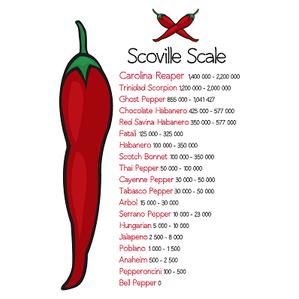 Scoville Scale
Carolina Reaper 1,400 000 - 2,200 000
Trinidad Scorpion 1,200 000 - 2,000 000
Ghost Pepper 855 000 - 1,041 427
Chocolate Habanero 425 000 - 577 000
Red Savina Habanero 350 000 - 577 000
Fatali 125 000 - 325 000
Habanero 100 000 - 350 000
Scotch Bonnet 100 000 - 350 000
Thai Pepper 50 000 - 100 000
Cayenne Pepper 30 000 - 50 000
Tabasco Pepper 30 000 - 50 000
Arbol 15 000 - 30 000
Serrano Pepper 10 000 - 23 000
Hungarian 5 000 - 10 000
Jalapeno 2 500 - 8 000
Poblano 1 000 - 1 500
Anaheim 500 - 2 500
Pepperoncini 100 - 500
Bell Pepper 0